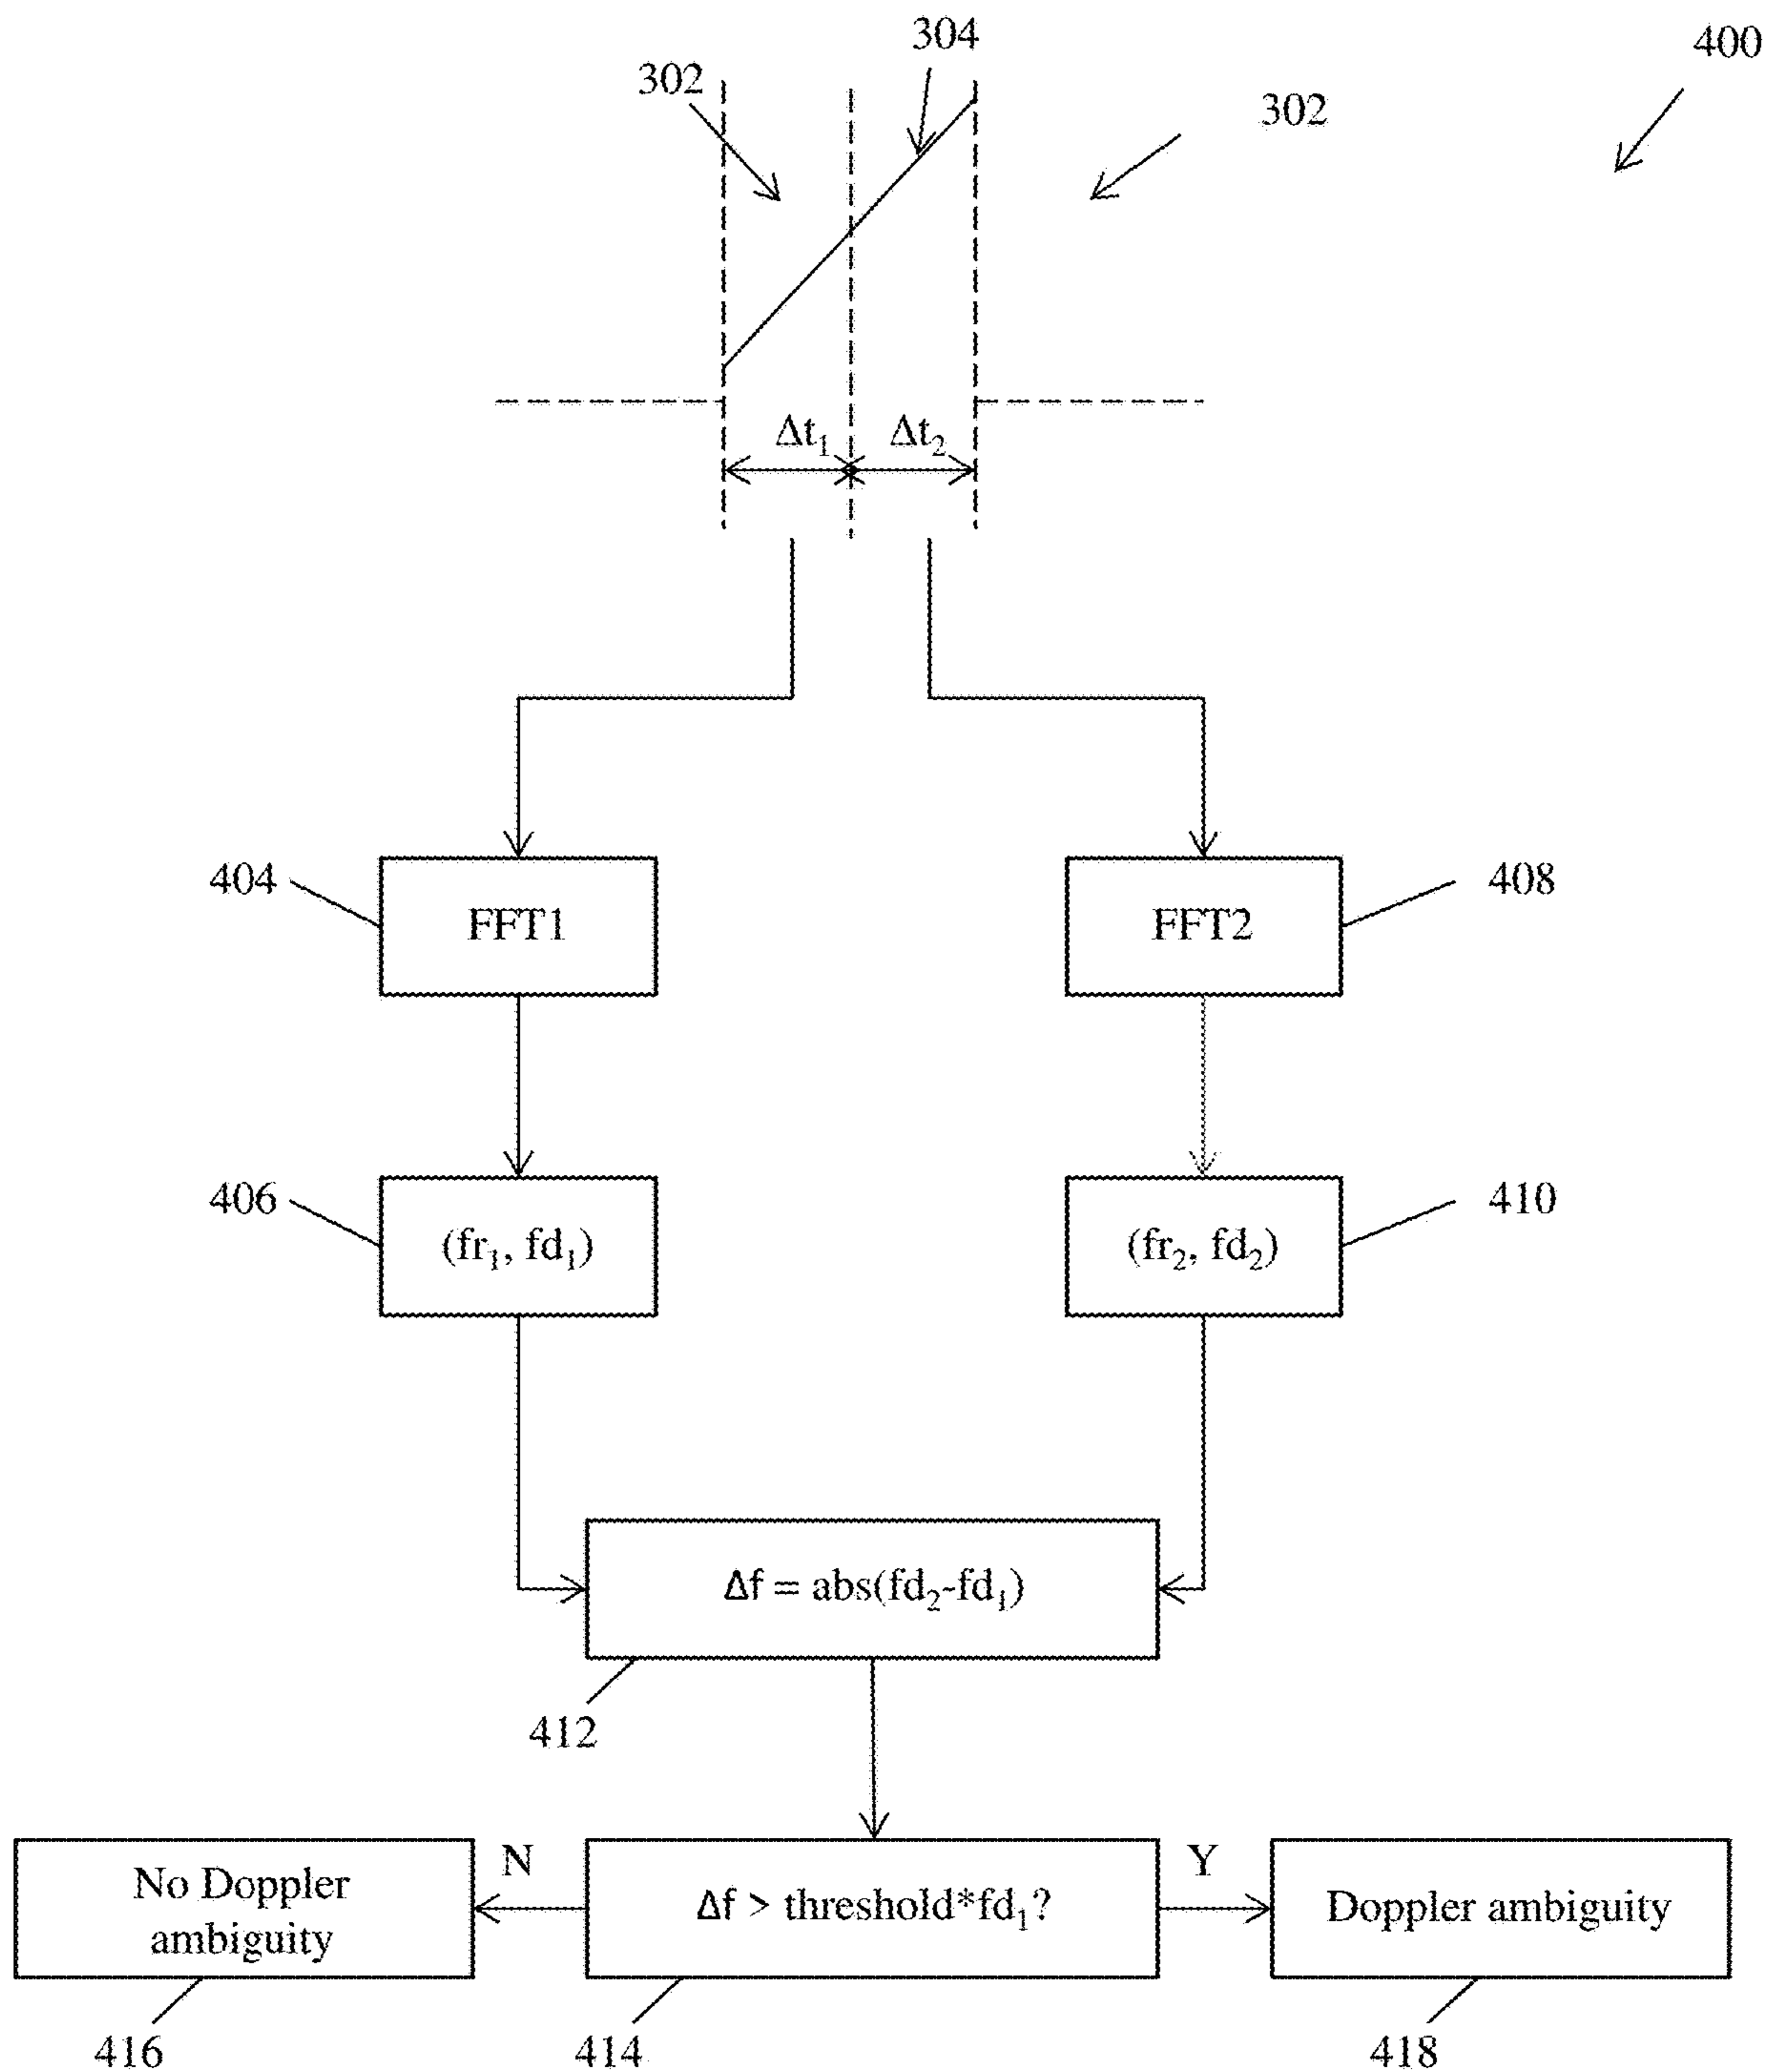 304
400
302
302
Δt₁
Δt₂
404
FFT1
FFT2
408
406
(fr₁, fd₁)
(fr₂, fd₂)
410
Δf = abs(fd₂-fd₁)
412
No Doppler
ambiguity
N
Δf > threshold*fd₁?
Y
Doppler ambiguity
416
414
418